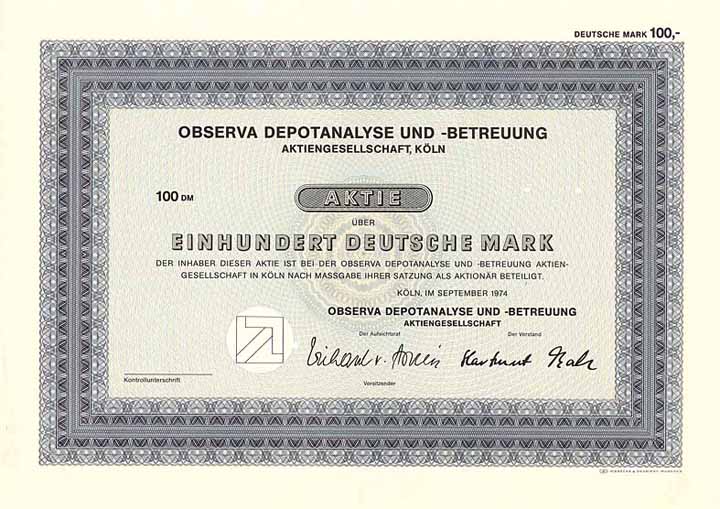 DEUTSCHE MARK 100,-
OBSERVA DEPOTANALYSE UND -BETREUUNG
AKTIENGESELLSCHAFT, KÖLN
100 DM
AKTIE
ÜBER
EINHUNDERT DEUTSCHE MARK
DER INHABER DIESER AKTIE IST BEI DER OBSERVA DEPOTANALYSE UND -BETREUUNG AKTIEN-
GESELLSCHAFT IN KÖLN NACH MASSGABE IHRER SATZUNG ALS AKTIONÄR BETEILIGT.
KÖLN, IM SEPTEMBER 1974
OBSERVA DEPOTANALYSE UND -BETREUUNG
AKTIENGESELLSCHAFT
Der Aufsichtsrat Der Vorstand
Hartmut
Kontrollunterschrift
Vorsitzender